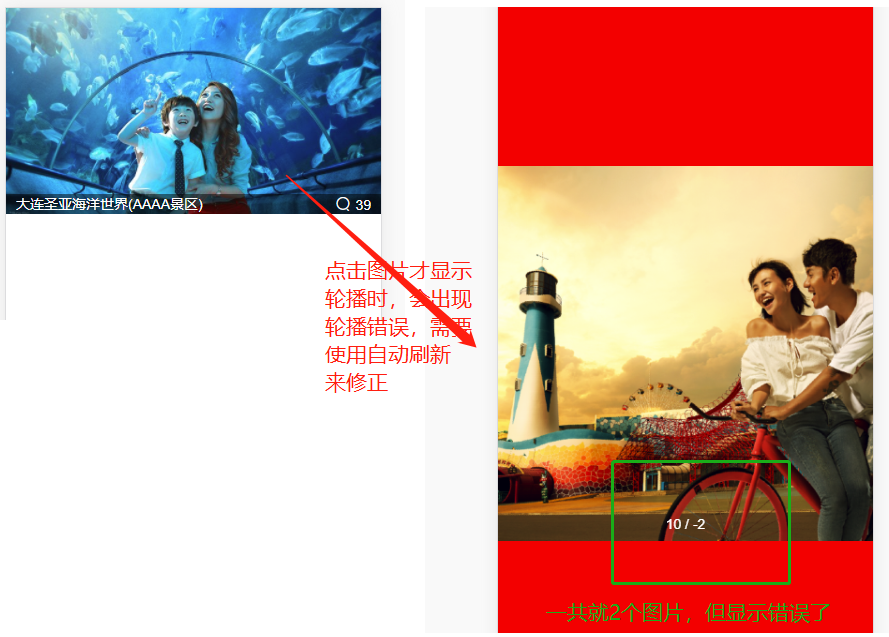 大连圣亚海洋世界(AAAA景区)
39
点击图片才显示
轮播时，会出现
轮播错误，需要
使用自动刷新
来修正
10 / -2
一共就2个图片，但显示错误了